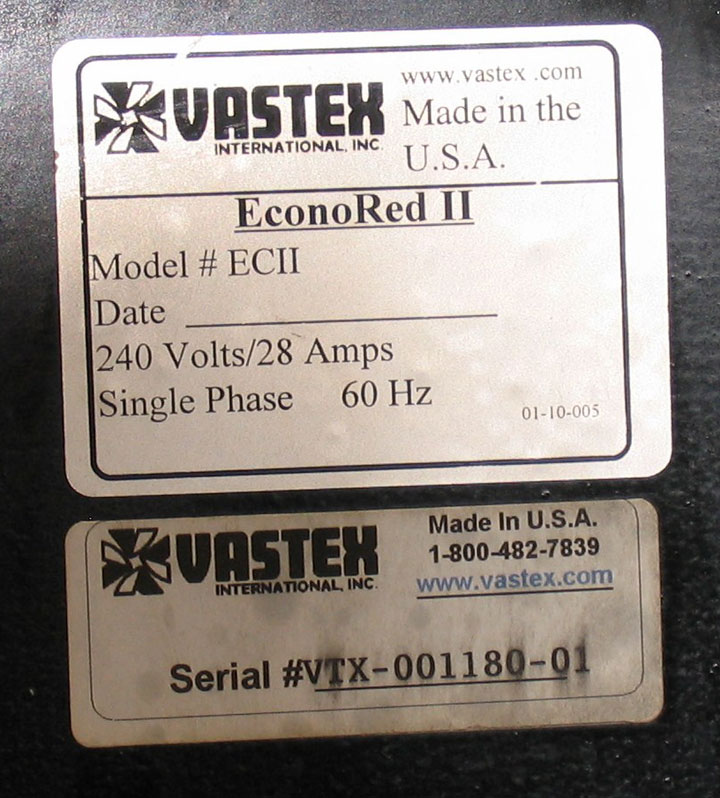 VASTEX
INTERNATIONAL, INC.
www.vastex .com
Made in the
U.S.A.
EconoRed II
Model # ECII
Date
240 Volts/28 Amps
Single Phase 60 Hz
01-10-005
VASTEX
INTERNATIONAL, INC.
Made In U.S.A.
1-800-482-7839
www.vastex.com
Serial #VTX-001180-01